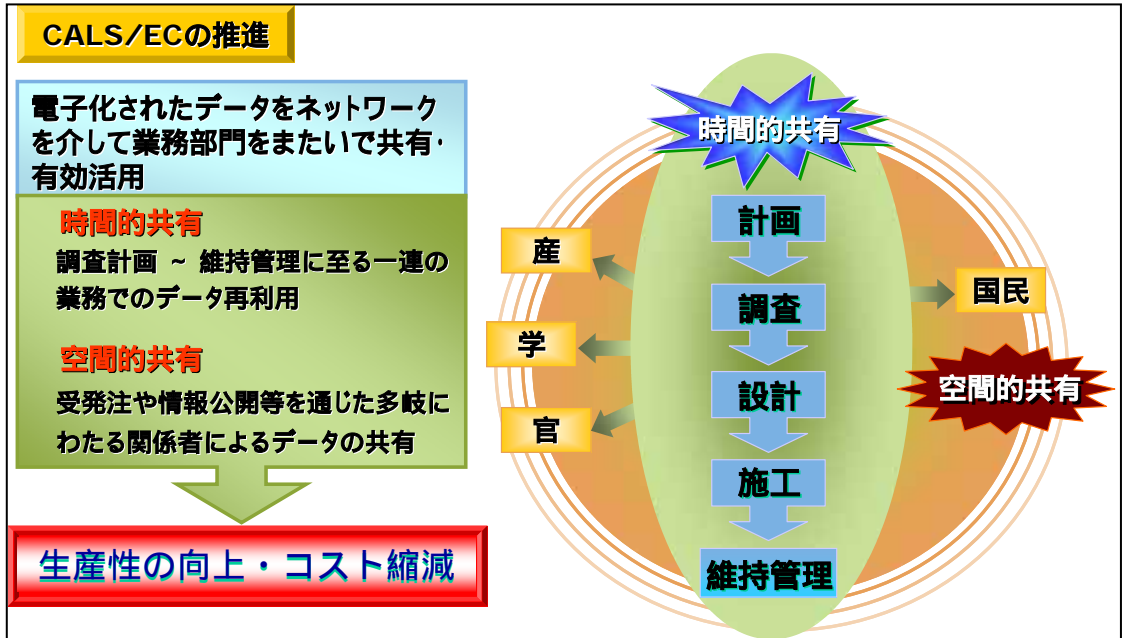 CALS/ECの推進
電子化されたデータをネットワーク
を介して業務部門をまたいで共有・
有効活用
時間的共有
調査計画 ~ 維持管理に至る一連の
業務でのデータ再利用
空間的共有
受発注や情報公開等を通じた多岐に
わたる関係者によるデータの共有
生産性の向上・コスト縮減
時間的共有
計画
調査
設計
施工
維持管理
産
学
官
国民
空間的共有